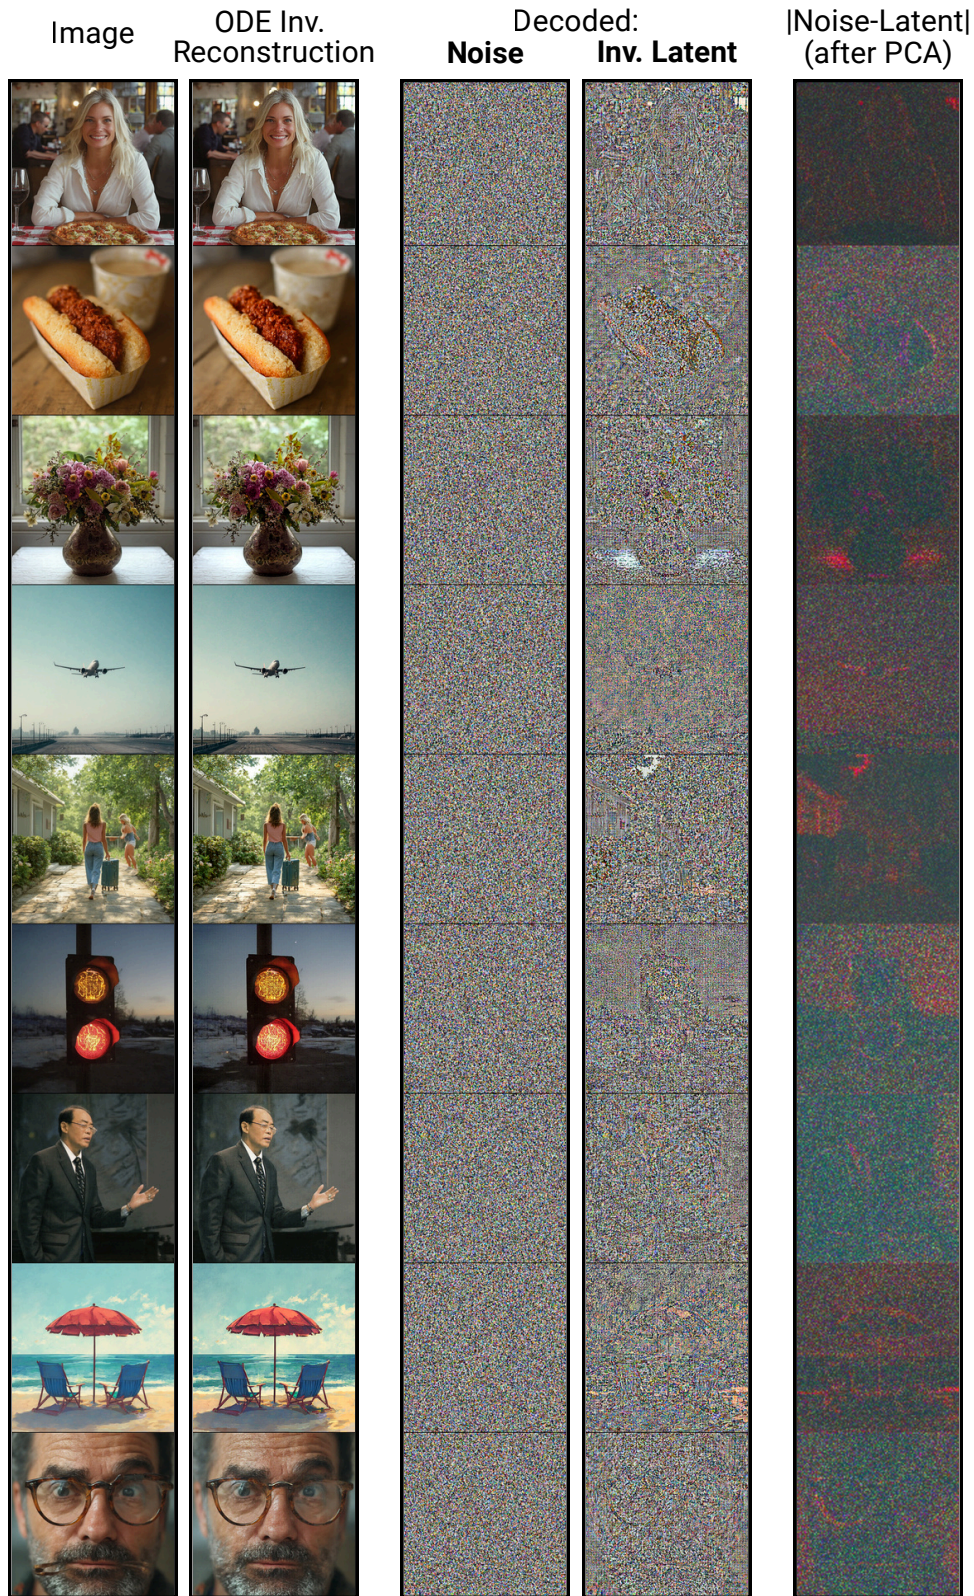 Image
ODE Inv.
Reconstruction
Decoded:
Noise
Inv. Latent
|Noise-Latent|
(after PCA)